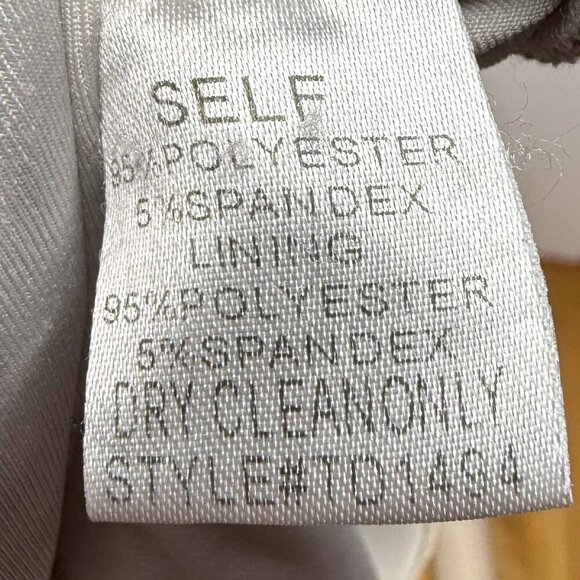 SELF
95%POLYESTER
5%SPANDEX
LINING
95%POLYESTER
5%SPANDEX
DRY CLEANONLY
STYLE#TD1494